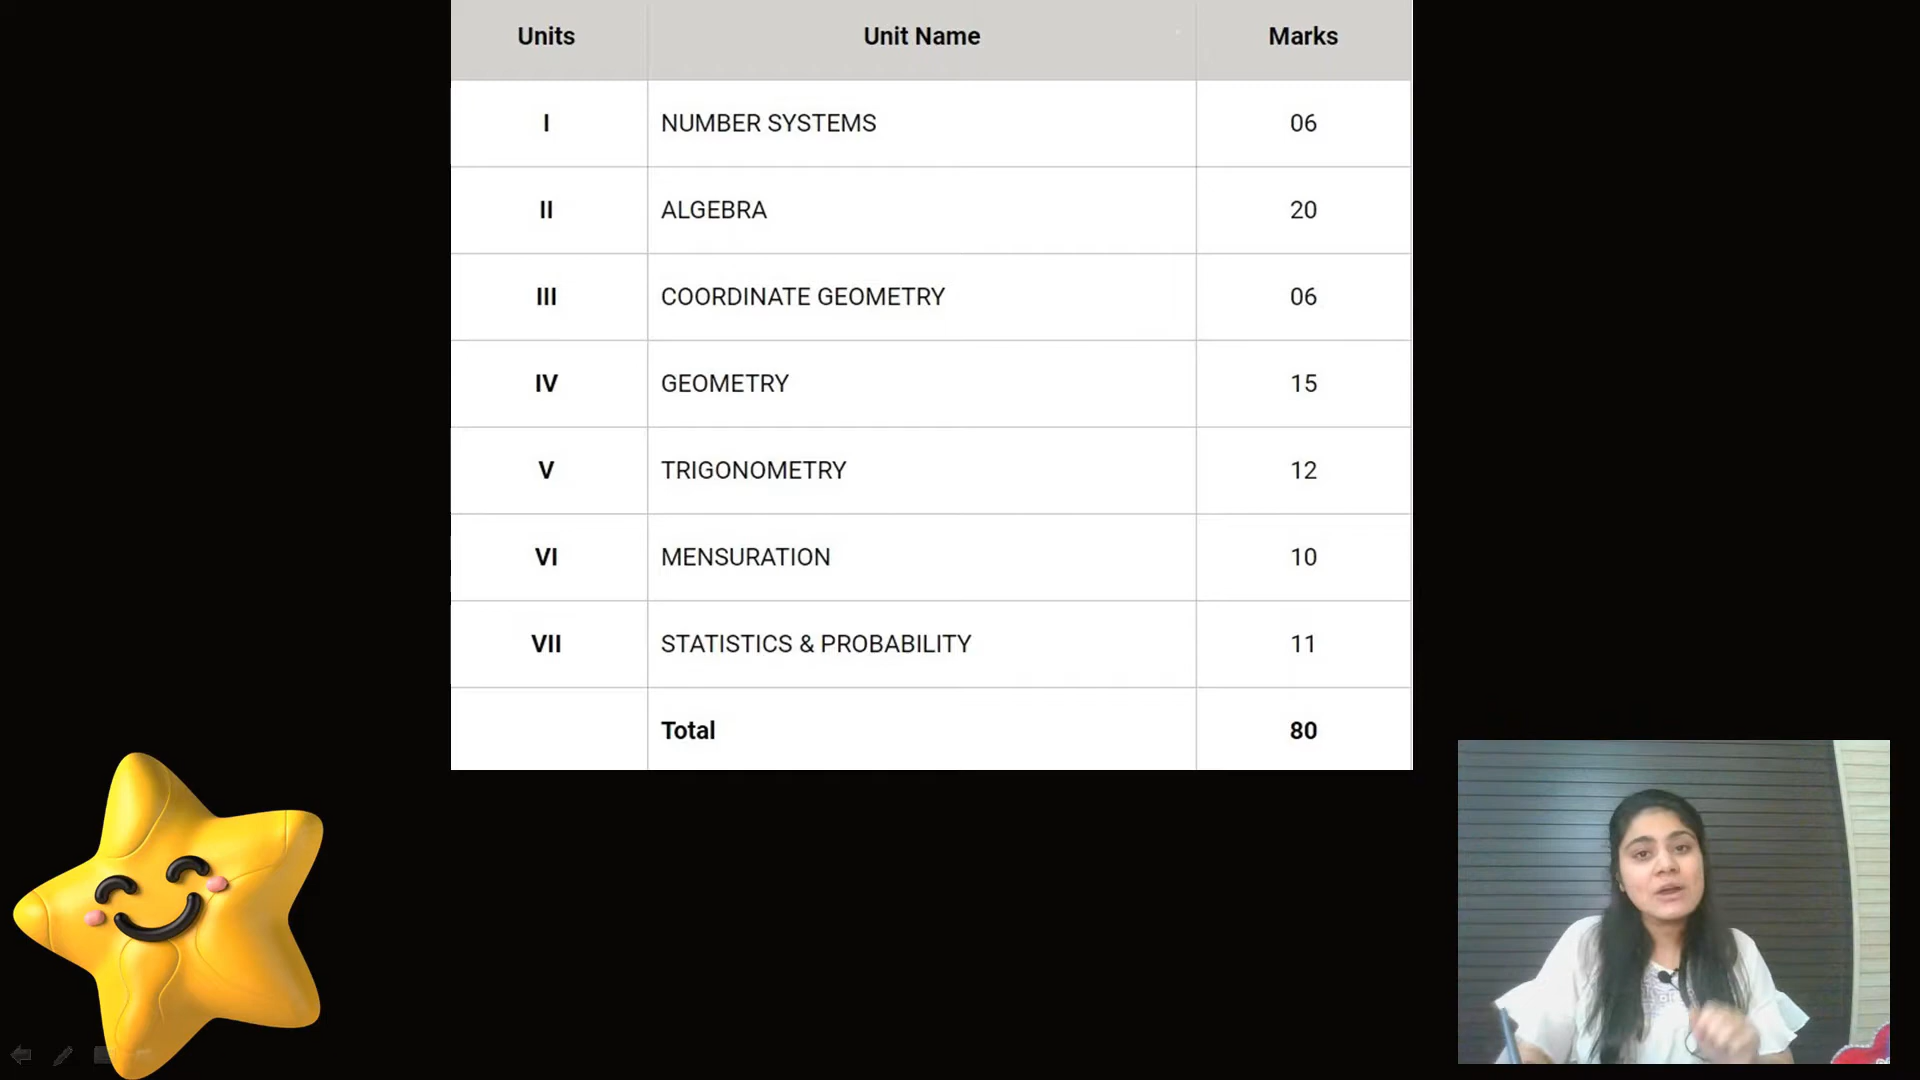 Units Unit Name Marks
I NUMBER SYSTEMS 06
II ALGEBRA 20
III COORDINATE GEOMETRY 06
IV GEOMETRY 15
V TRIGONOMETRY 12
VI MENSURATION 10
VII STATISTICS & PROBABILITY 11
Total 80